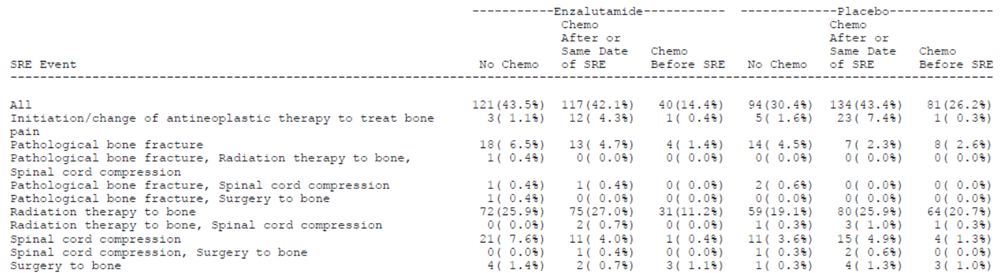 -----------Enzalutamide----------- -------------Placebo--------------
Chemo Chemo
After or After or
Same Date Chemo Same Date Chemo
SRE Event No Chemo of SRE Before SRE No Chemo of SRE Before SRE
------------------------------------------------------------------------------------------------------------------------------------
All 121(43.5%) 117(42.1%) 40(14.4%) 94(30.4%) 134(43.4%) 81(26.2%)
Initiation/change of antineoplastic therapy to treat bone 3( 1.1%) 12( 4.3%) 1( 0.4%) 5( 1.6%) 23( 7.4%) 1( 0.3%)
pain
Pathological bone fracture 18( 6.5%) 13( 4.7%) 4( 1.4%) 14( 4.5%) 7( 2.3%) 8( 2.6%)
Pathological bone fracture, Radiation therapy to bone, 1( 0.4%) 0( 0.0%) 0( 0.0%) 0( 0.0%) 0( 0.0%) 0( 0.0%)
Spinal cord compression
Pathological bone fracture, Spinal cord compression 1( 0.4%) 1( 0.4%) 0( 0.0%) 2( 0.6%) 0( 0.0%) 0( 0.0%)
Pathological bone fracture, Surgery to bone 1( 0.4%) 0( 0.0%) 0( 0.0%) 0( 0.0%) 0( 0.0%) 0( 0.0%)
Radiation therapy to bone 72(25.9%) 75(27.0%) 31(11.2%) 59(19.1%) 80(25.9%) 64(20.7%)
Radiation therapy to bone, Spinal cord compression 0( 0.0%) 2( 0.7%) 0( 0.0%) 1( 0.3%) 3( 1.0%) 1( 0.3%)
Spinal cord compression 21( 7.6%) 11( 4.0%) 1( 0.4%) 11( 3.6%) 15( 4.9%) 4( 1.3%)
Spinal cord compression, Surgery to bone 0( 0.0%) 1( 0.4%) 0( 0.0%) 1( 0.3%) 2( 0.6%) 0( 0.0%)
Surgery to bone 4( 1.4%) 2( 0.7%) 3( 1.1%) 1( 0.3%) 4( 1.3%) 3( 1.0%)